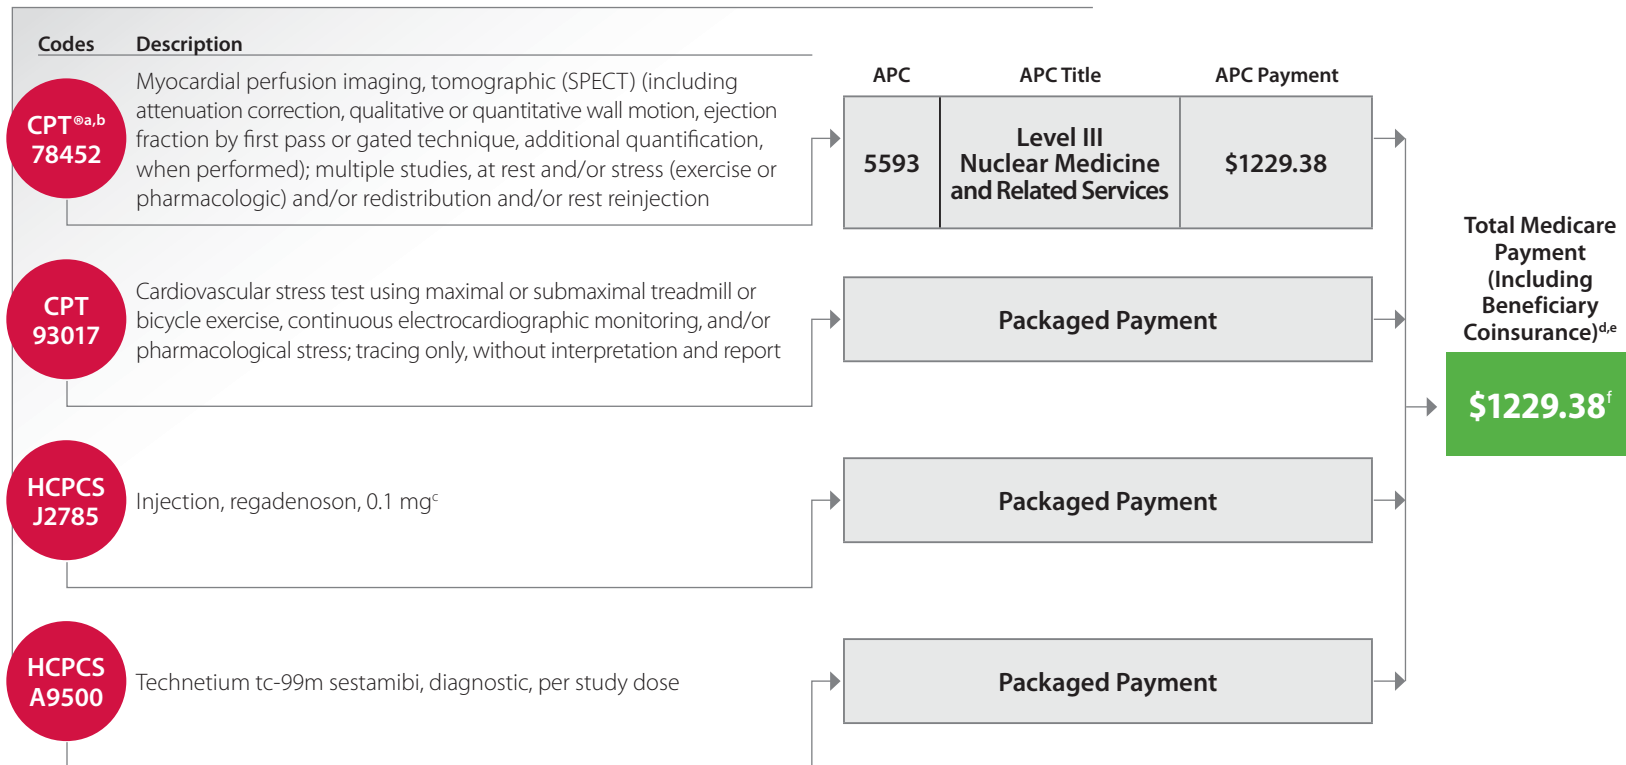 Codes Description
CPT®a,b
78452
Myocardial perfusion imaging, tomographic (SPECT) (including
attenuation correction, qualitative or quantitative wall motion, ejection
fraction by first pass or gated technique, additional quantification,
when performed); multiple studies, at rest and/or stress (exercise or
pharmacologic) and/or redistribution and/or rest reinjection
APC APC Title APC Payment
5593
Level III
Nuclear Medicine
and Related Services
$1229.38
CPT
93017
Cardiovascular stress test using maximal or submaximal treadmill or
bicycle exercise, continuous electrocardiographic monitoring, and/or
pharmacological stress; tracing only, without interpretation and report
Packaged Payment
HCPCS
J2785
Injection, regadenoson, 0.1 mgc
Packaged Payment
HCPCS
A9500
Technetium tc-99m sestamibi, diagnostic, per study dose
Packaged Payment
Total Medicare
Payment
(Including
Beneficiary
Coinsurance)d,e
$1229.38f